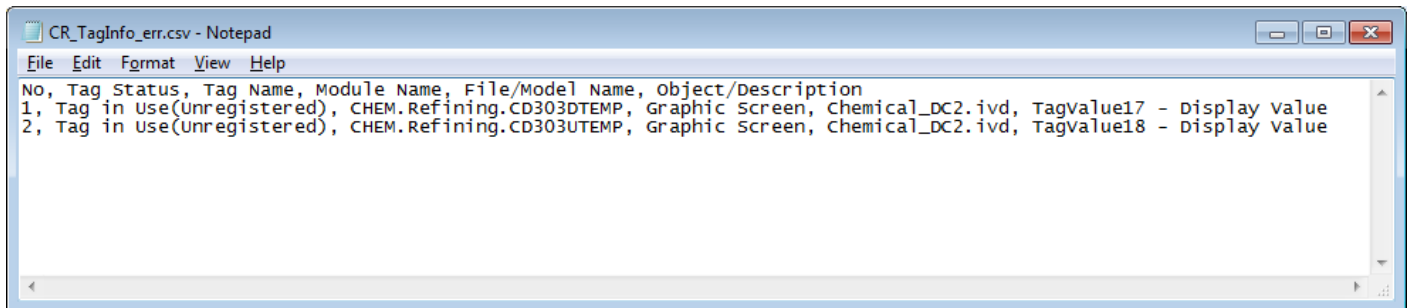 CR_TagInfo_err.csv - Notepad
File Edit Format View Help
No, Tag Status, Tag Name, Module Name, File/Model Name, Object/Description
1, Tag in Use(Unregistered), CHEM.Refining.CD303DTEMP, Graphic Screen, Chemical_DC2.ivd, TagValue17 - Display Value
2, Tag in Use(Unregistered), CHEM.Refining.CD303UTEMP, Graphic Screen, Chemical_DC2.ivd, TagValue18 - Display Value